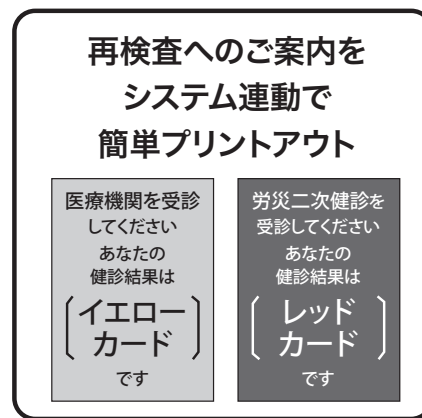 再検査へのご案内を
システム連動で
簡単プリントアウト
医療機関を受診
してください
あなたの
健診結果は
イエロー
カード
です
労災二次健診を
受診してください
あなたの
健診結果は
レッド
カード
です